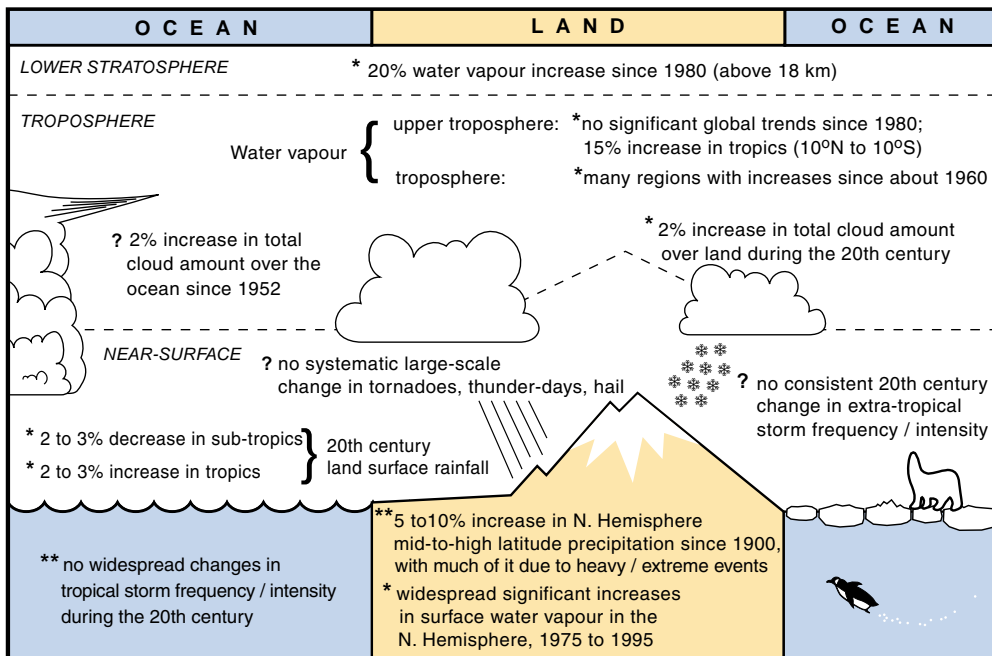 OCEAN
LAND
OCEAN
LOWER STRATOSPHERE
* 20% water vapour increase since 1980 (above 18 km)
TROPOSPHERE
Water vapour
upper troposphere: *no significant global trends since 1980;
15% increase in tropics (10ºN to 10ºS)
troposphere: *many regions with increases since about 1960
? 2% increase in total
cloud amount over the
ocean since 1952
* 2% increase in total cloud amount
over land during the 20th century
NEAR-SURFACE
? no systematic large-scale
change in tornadoes, thunder-days, hail
? no consistent 20th century
change in extra-tropical
storm frequency / intensity
* 2 to 3% decrease in sub-tropics
* 2 to 3% increase in tropics
20th century
land surface rainfall
** no widespread changes in
tropical storm frequency / intensity
during the 20th century
**5 to10% increase in N. Hemisphere
mid-to-high latitude precipitation since 1900,
with much of it due to heavy / extreme events
* widespread significant increases
in surface water vapour in the
N. Hemisphere, 1975 to 1995